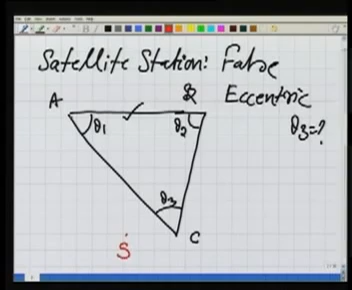 Satellite Station: False
Eccentric
A B
θ1 θ2 θ3=?
θ3
S C